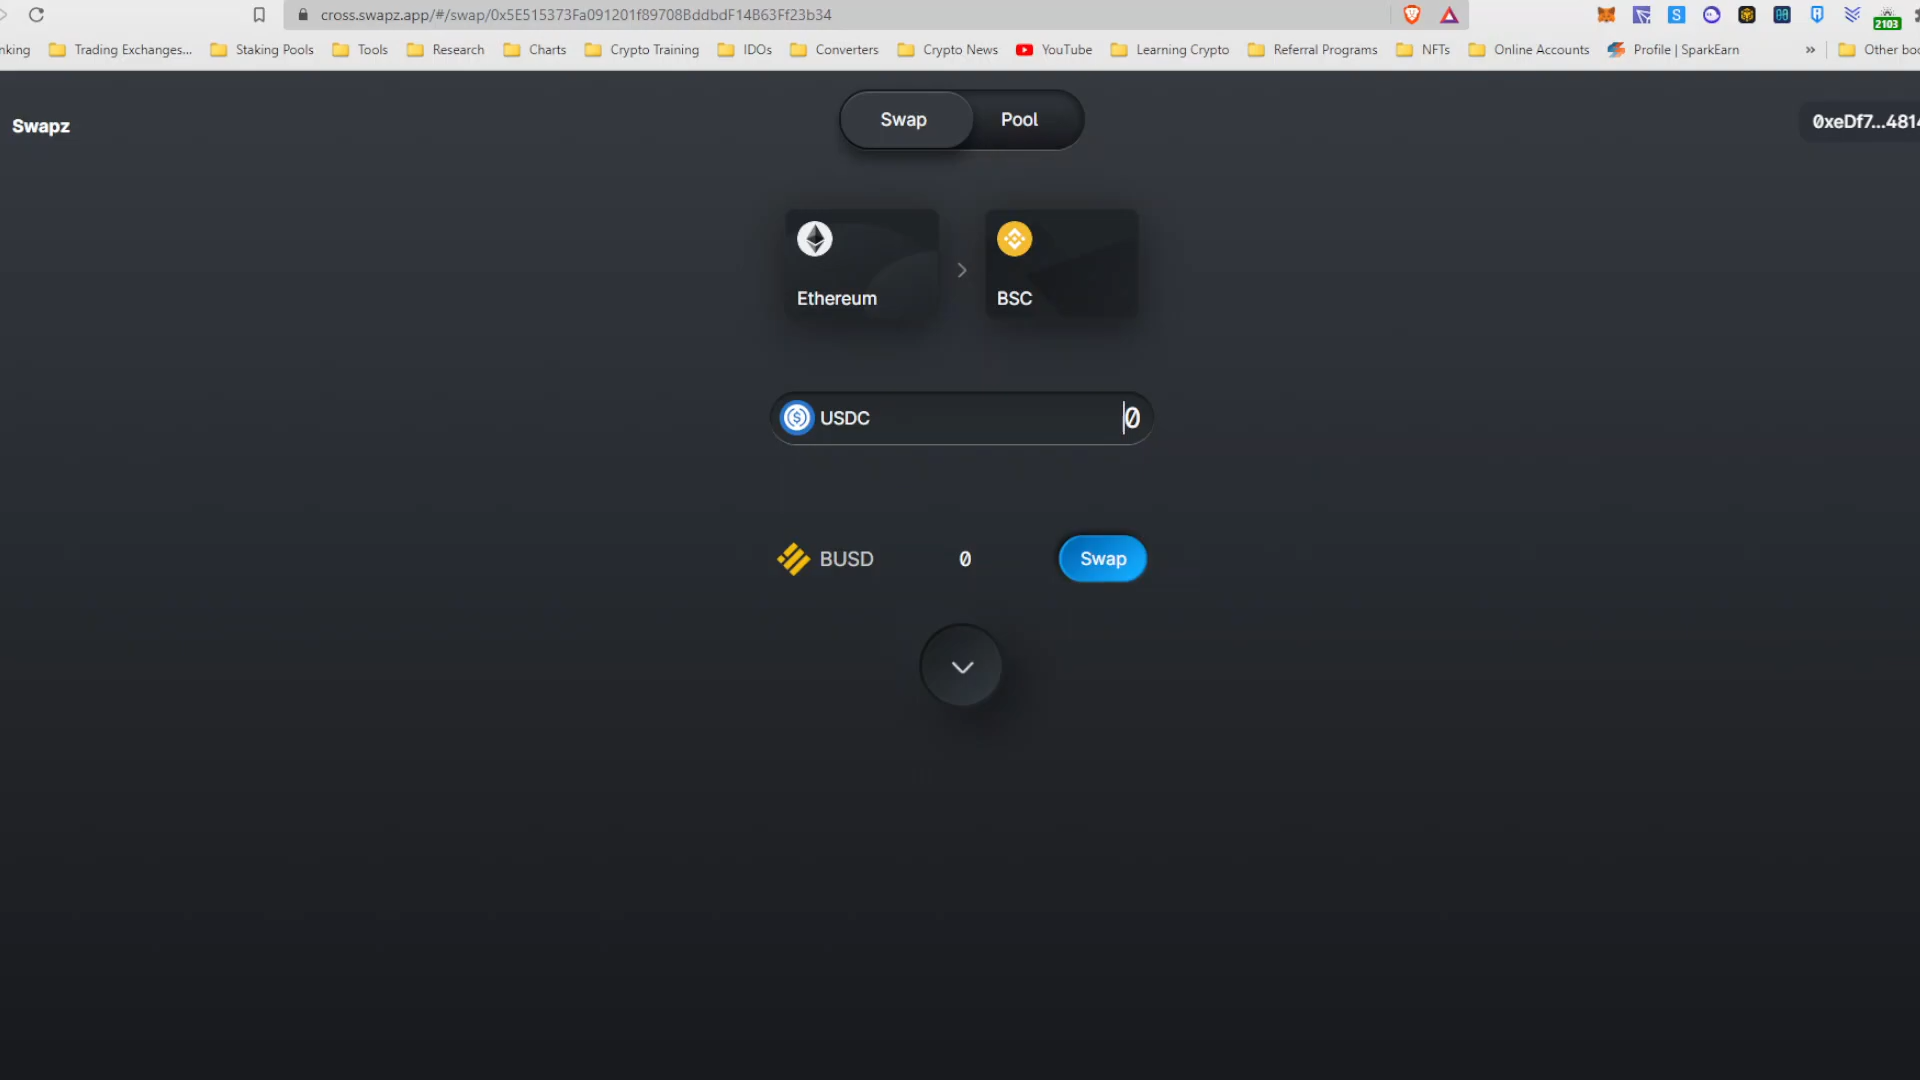 cross.swapz.app/#/swap/0x5E515373Fa091201f89708BddbdF14B63Ff23b34
2103
nking Trading Exchanges... Staking Pools Tools Research Charts Crypto Training IDOs Converters Crypto News YouTube Learning Crypto Referral Programs NFTs Online Accounts Profile | SparkEarn » Other boo
Swapz
Swap Pool
0xeDf7...4814
Ethereum
BSC
USDC 0
BUSD 0 Swap